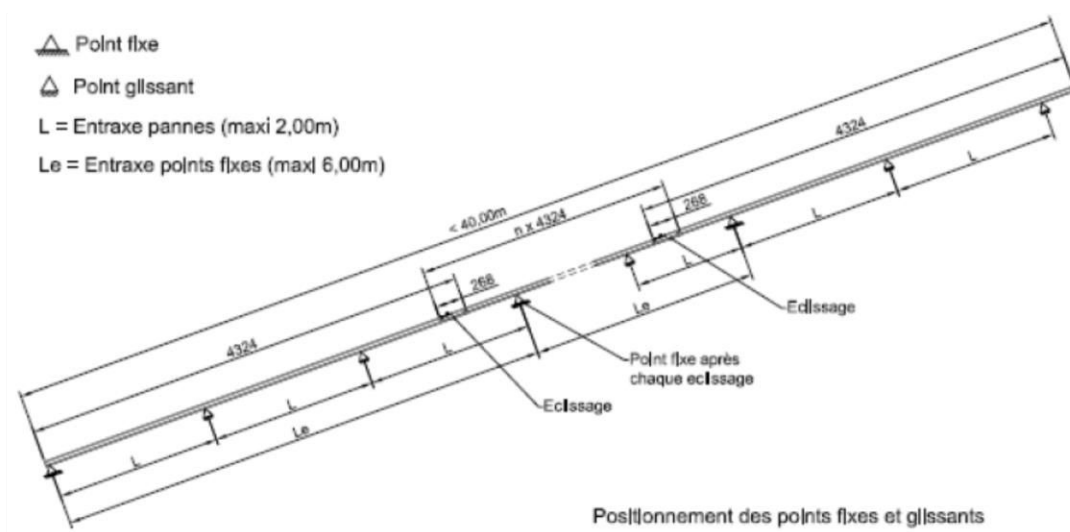 Point fixe
Point glissant
L = Entraxe pannes (maxi 2,00m)
Le = Entraxe points fixes (maxi 6,00m)
< 40,00m
n x 4324
4324
268
L
L
Le
Eclissage
268
4324
L
L
Le
L
Point fixe après
chaque eclissage
Eclissage
L
Positionnement des points fixes et glissants